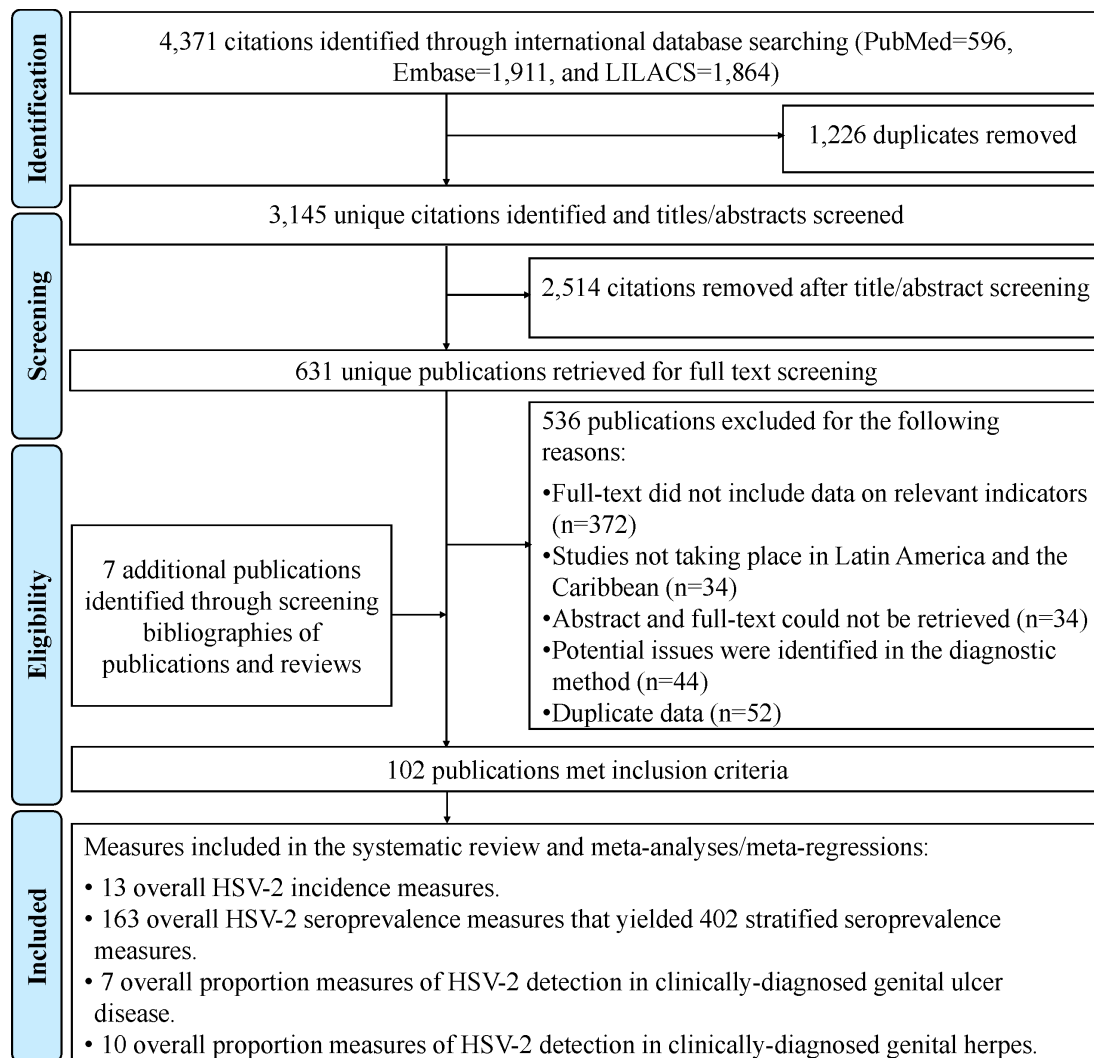 Identification
4,371 citations identified through international database searching (PubMed=596,
Embase=1,911, and LILACS=1,864)
1,226 duplicates removed
3,145 unique citations identified and titles/abstracts screened
Screening
2,514 citations removed after title/abstract screening
631 unique publications retrieved for full text screening
Eligibility
536 publications excluded for the following
reasons:
•Full-text did not include data on relevant indicators
(n=372)
•Studies not taking place in Latin America and the
Caribbean (n=34)
•Abstract and full-text could not be retrieved (n=34)
•Potential issues were identified in the diagnostic
method (n=44)
•Duplicate data (n=52)
7 additional publications
identified through screening
bibliographies of
publications and reviews
102 publications met inclusion criteria
Included
Measures included in the systematic review and meta-analyses/meta-regressions:
• 13 overall HSV-2 incidence measures.
• 163 overall HSV-2 seroprevalence measures that yielded 402 stratified seroprevalence
measures.
• 7 overall proportion measures of HSV-2 detection in clinically-diagnosed genital ulcer
disease.
• 10 overall proportion measures of HSV-2 detection in clinically-diagnosed genital herpes.